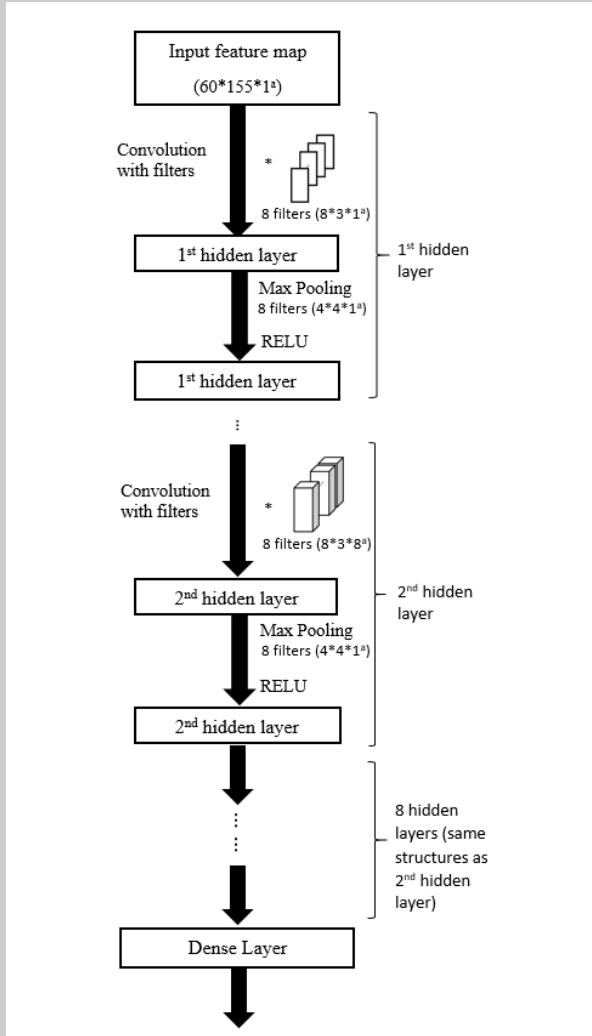 Input feature map
(60*155*1ª)
Convolution
with filters
*
8 filters (8*3*1ª)
1st hidden layer
1st hidden
layer
Max Pooling
8 filters (4*4*1ª)
RELU
1st hidden layer
...
Convolution
with filters
*
8 filters (8*3*8ª)
2nd hidden layer
2nd hidden
layer
Max Pooling
8 filters (4*4*1ª)
RELU
2nd hidden layer
...
...
8 hidden
layers (same
structures as
2nd hidden
layer)
Dense Layer